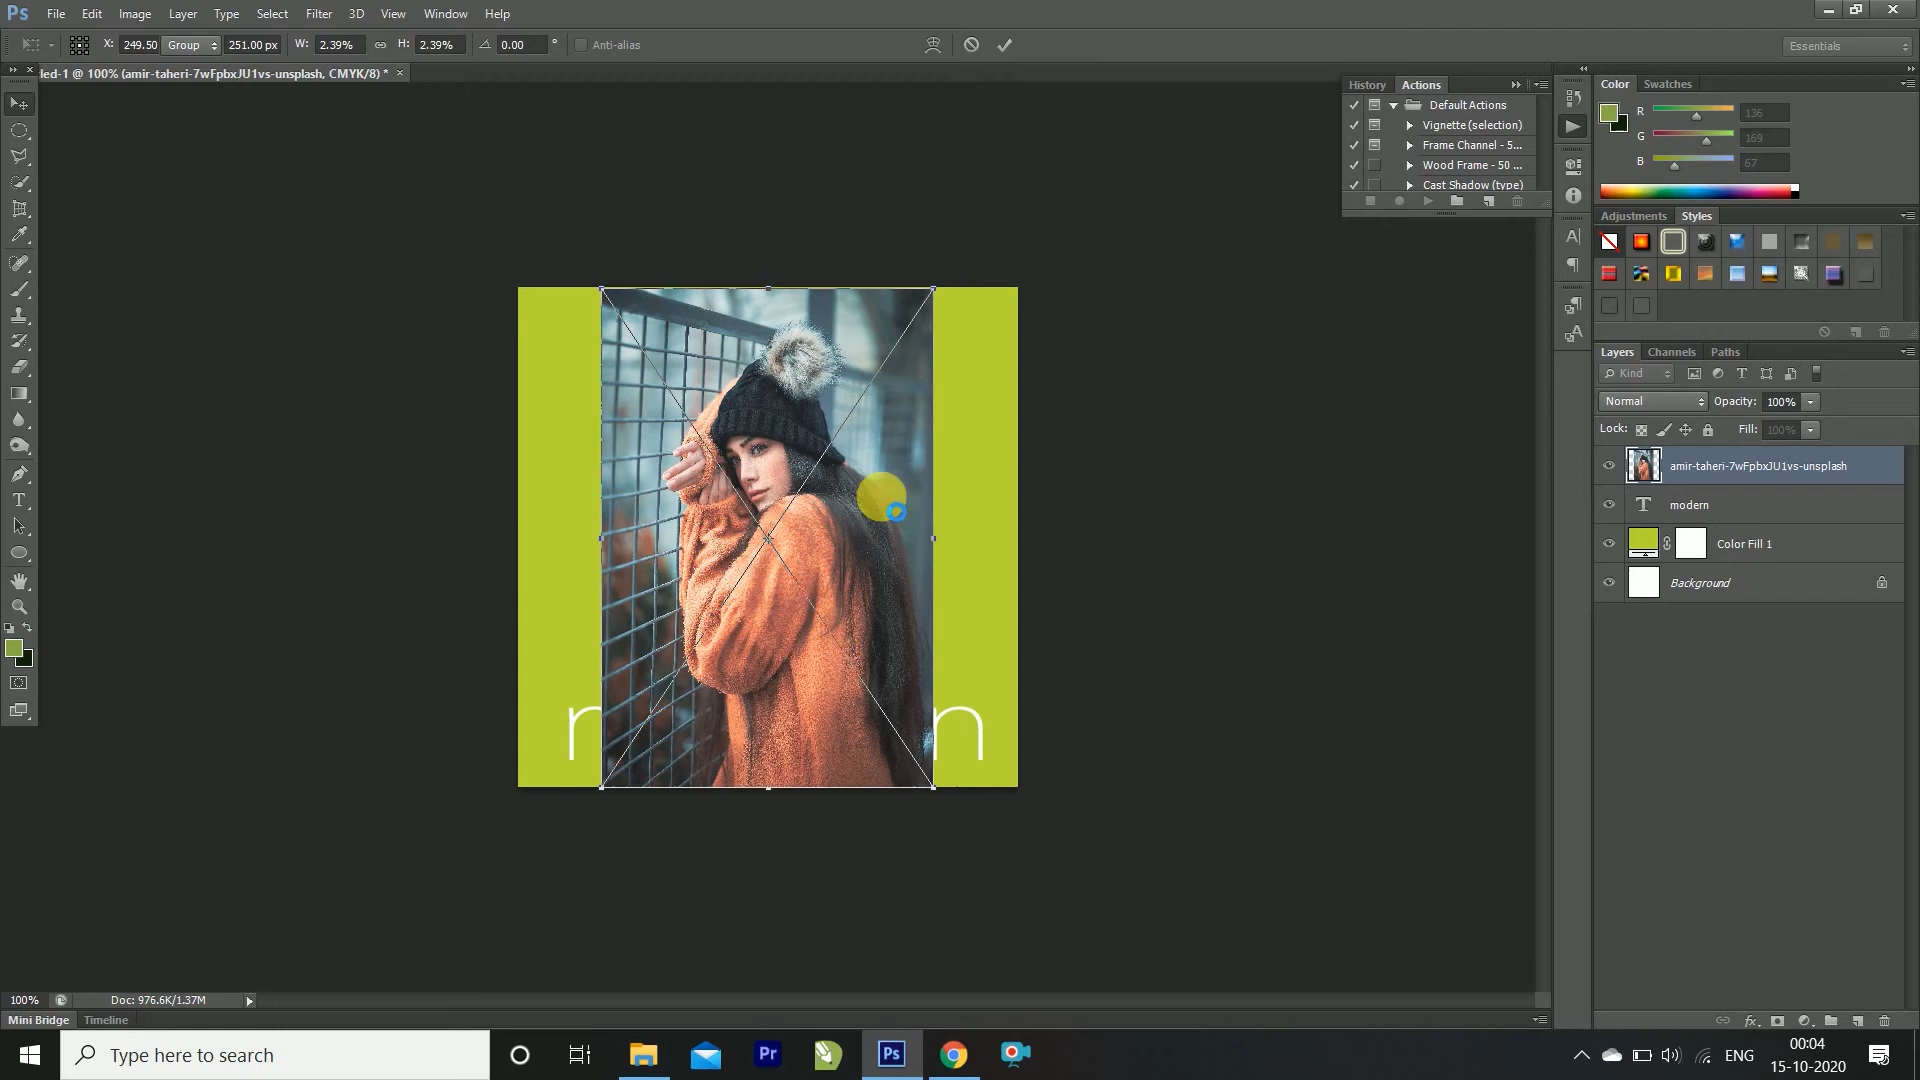 Ps File Edit Image Layer Type Select Filter 3D View Window Help
X: 249.50 Group 251.00 px W: 2.39% H: 2.39% 0.00 ° Anti-alias Essentials
led-1 @ 100% (amir-taheri-7wFpbxJU1vs-unsplash, CMYK/8) * ×
History Actions
Default Actions
Vignette (selection)
Frame Channel - 5...
Wood Frame - 50 ...
Cast Shadow (type)
Color Swatches
R 136
G 169
B 67
Adjustments Styles
Layers Channels Paths
Kind
Normal Opacity: 100%
Lock: Fill: 100%
amir-taheri-7wFpbxJU1vs-unsplash
T modern
Color Fill 1
Background
n
100% Doc: 976.6K/1.37M
Mini Bridge Timeline
Type here to search
Pr Ps
ENG
00:04
15-10-2020